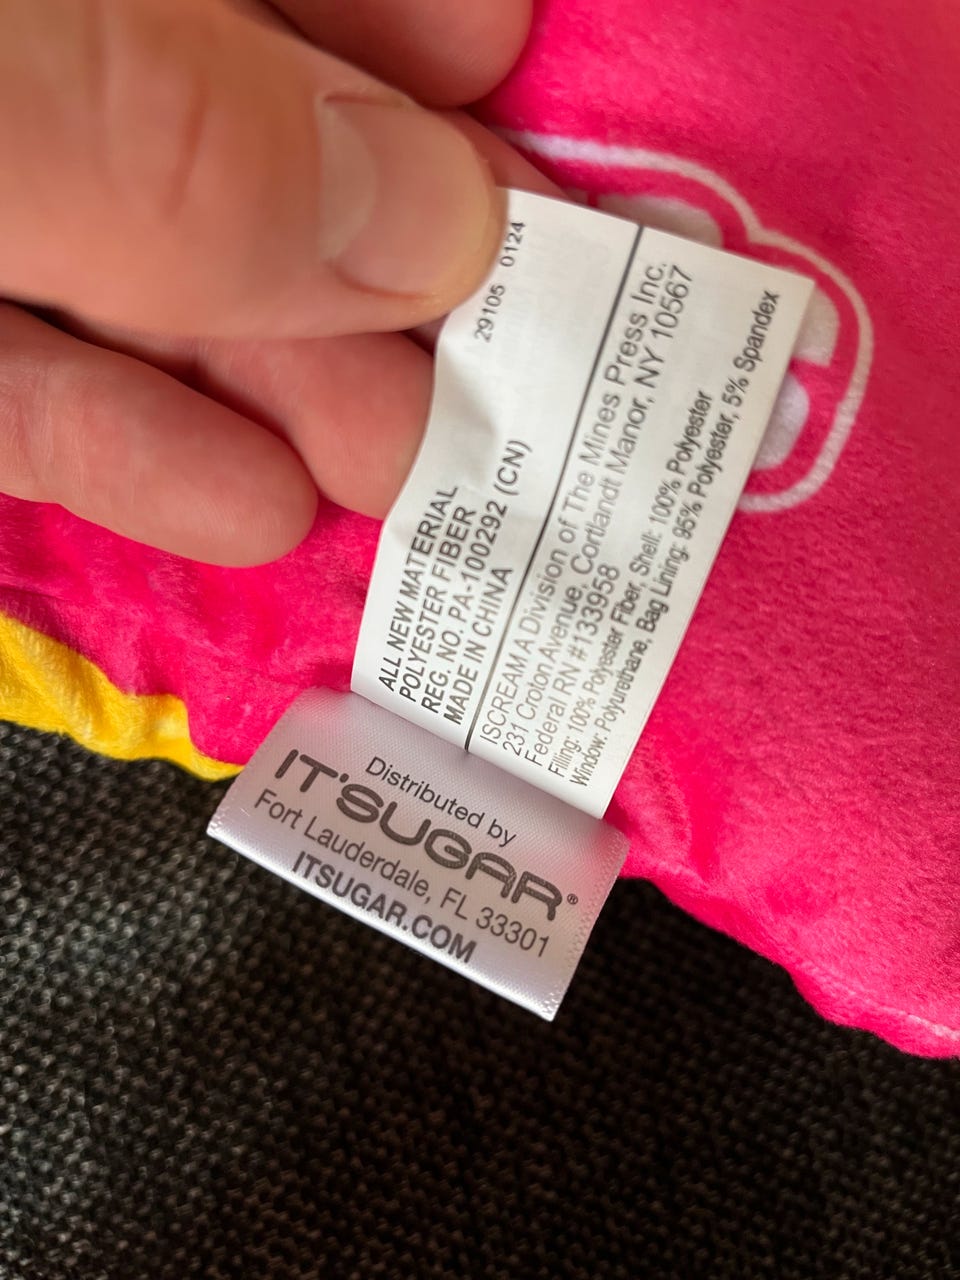 29105 0124
ALL NEW MATERIAL
POLYESTER FIBER
REG. NO. PA-100292 (CN)
MADE IN CHINA
ISCREAM A Division of The Mines Press Inc.
231 Croton Avenue, Cortlandt Manor, NY 10567
Federal RN #133958
Filling: 100% Polyester Fiber, Shell: 100% Polyester
Window: Polyurethane, Bag Lining: 95% Polyester, 5% Spandex
Distributed by
IT'SUGAR®
Fort Lauderdale, FL 33301
ITSUGAR.COM